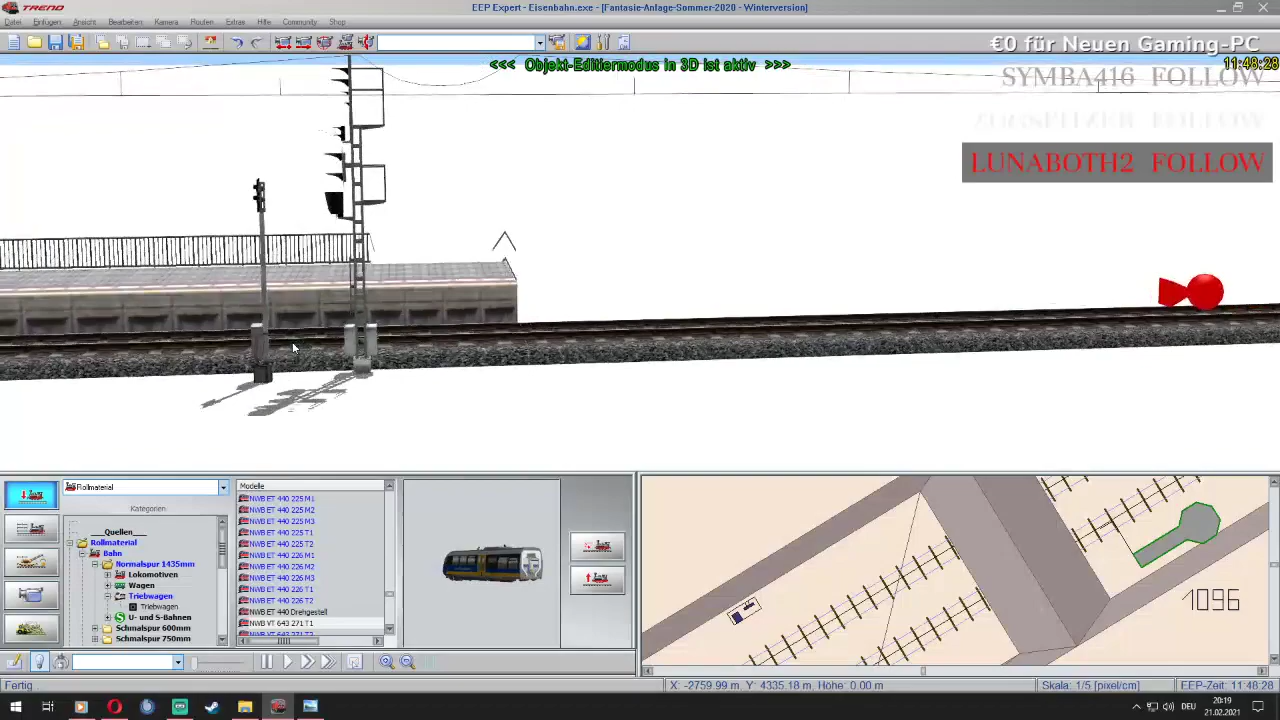 TREND
EEP Expert - Eisenbahn.exe - [Fantasie-Anlage-Sommer-2020 - Winterversion]
Datei Einfügen Ansicht Bearbeiten Kamera Routen Extras Hilfe Community Shop
€0 für Neuen Gaming-PC
<<< Objekt-Editiermodus in 3D ist aktiv >>>
11:48:28
SYMBA416 FOLLOW
FOLLOW
LUNABOTH2 FOLLOW
Rollmaterial
Kategorien
__Quellen__
Rollmaterial
Bahn
Normalspur 1435mm
Lokomotiven
Wagen
Triebwagen
Triebwagen
U- und S-Bahnen
Schmalspur 600mm
Schmalspur 750mm
Modelle
NWB ET 440 225 M1
NWB ET 440 225 M2
NWB ET 440 225 M3
NWB ET 440 225 T1
NWB ET 440 225 T2
NWB ET 440 226 M1
NWB ET 440 226 M2
NWB ET 440 226 M3
NWB ET 440 226 T1
NWB ET 440 226 T2
NWB ET 440 Drehgestell
NWB VT 643 271 T1
1096
Fertig
X: -2759.99 m, Y: 4335.18 m, Höhe: 0.00 m
Skala: 1/5 [pixel/cm]
EEP-Zeit: 11:48:28
DEU
20:19
21.02.2021